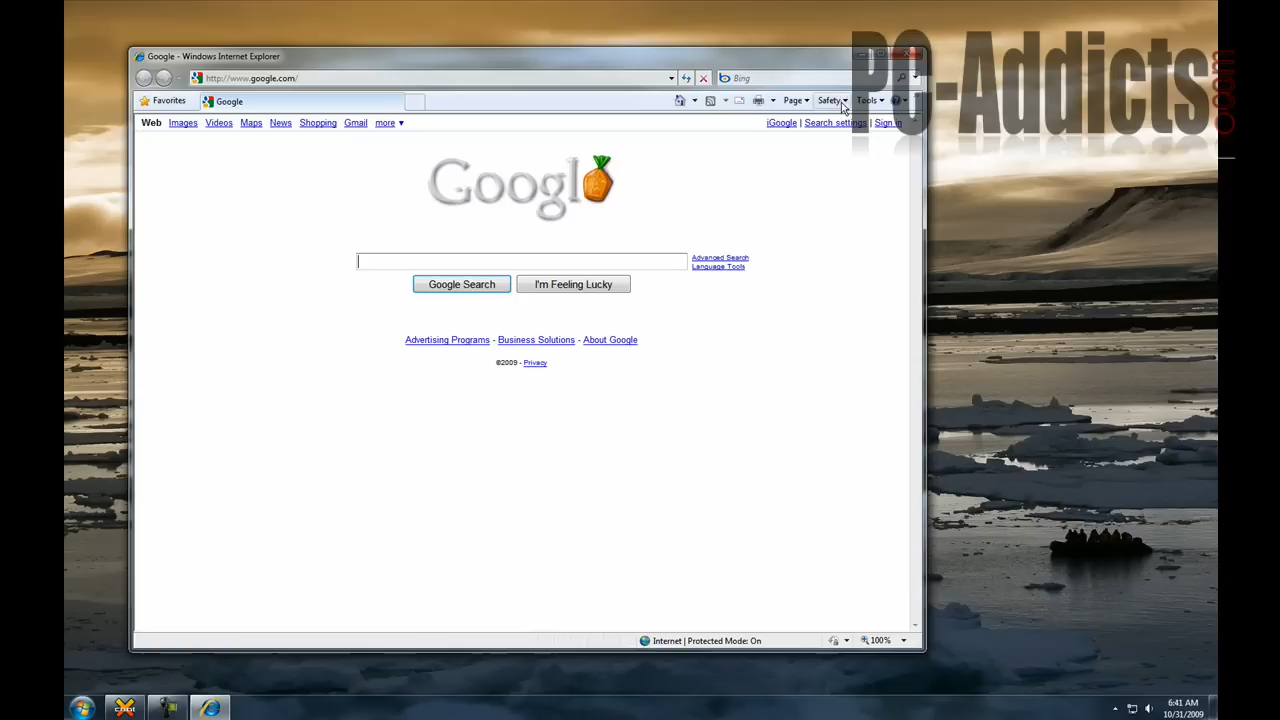 Google - Windows Internet Explorer
http://www.google.com/
Bing
Favorites
Google
Page
Safety
Tools
PC-Addicts
Web Images Videos Maps News Shopping Gmail more ▼
iGoogle | Search settings | Sign in
Googl
Advanced Search
Language Tools
Google Search
I'm Feeling Lucky
Advertising Programs - Business Solutions - About Google
©2009 - Privacy
Internet | Protected Mode: On
100%
chat
6:41 AM
10/31/2009